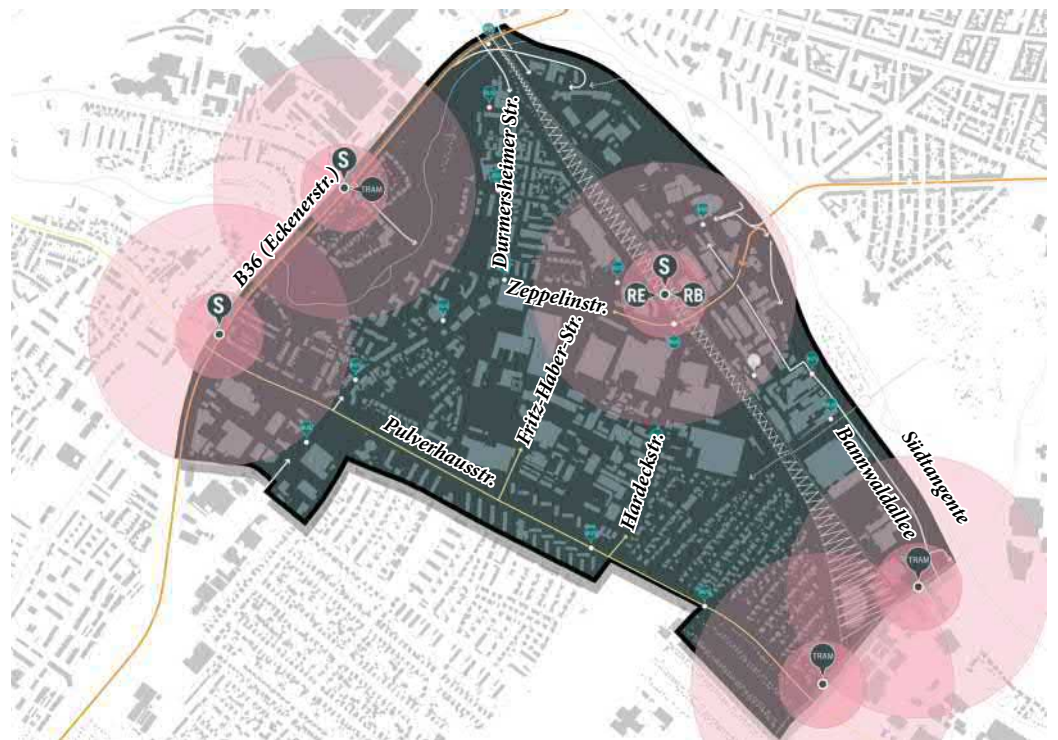 S
TRAM
B36 (Eckenerstr.)
S
Durmersheimer Str.
S
RE
RB
Zeppelinstr.
Fritz-Haber-Str.
Pulverhausstr.
Hardeckstr.
Bannwaldallee
Südtangente
TRAM
TRAM